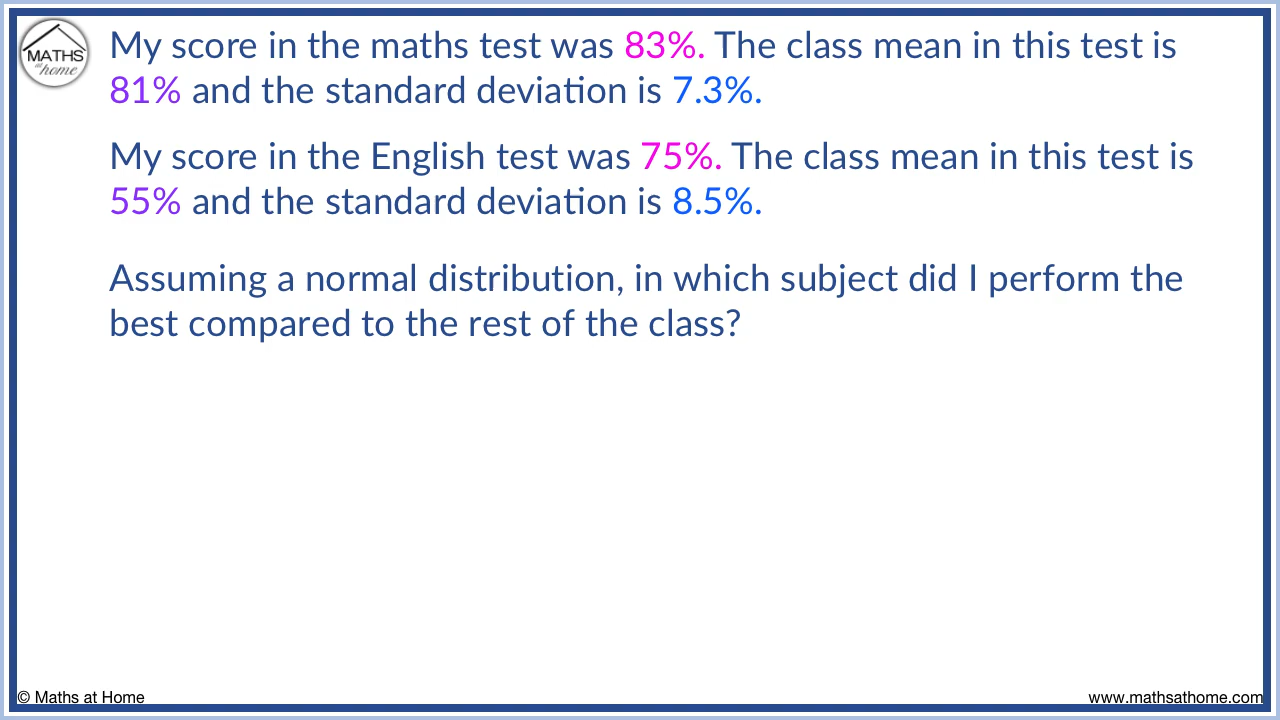 MATHS
at
home
My score in the maths test was 83%. The class mean in this test is
81% and the standard deviation is 7.3%.
My score in the English test was 75%. The class mean in this test is
55% and the standard deviation is 8.5%.
Assuming a normal distribution, in which subject did I perform the
best compared to the rest of the class?
© Maths at Home
www.mathsathome.com